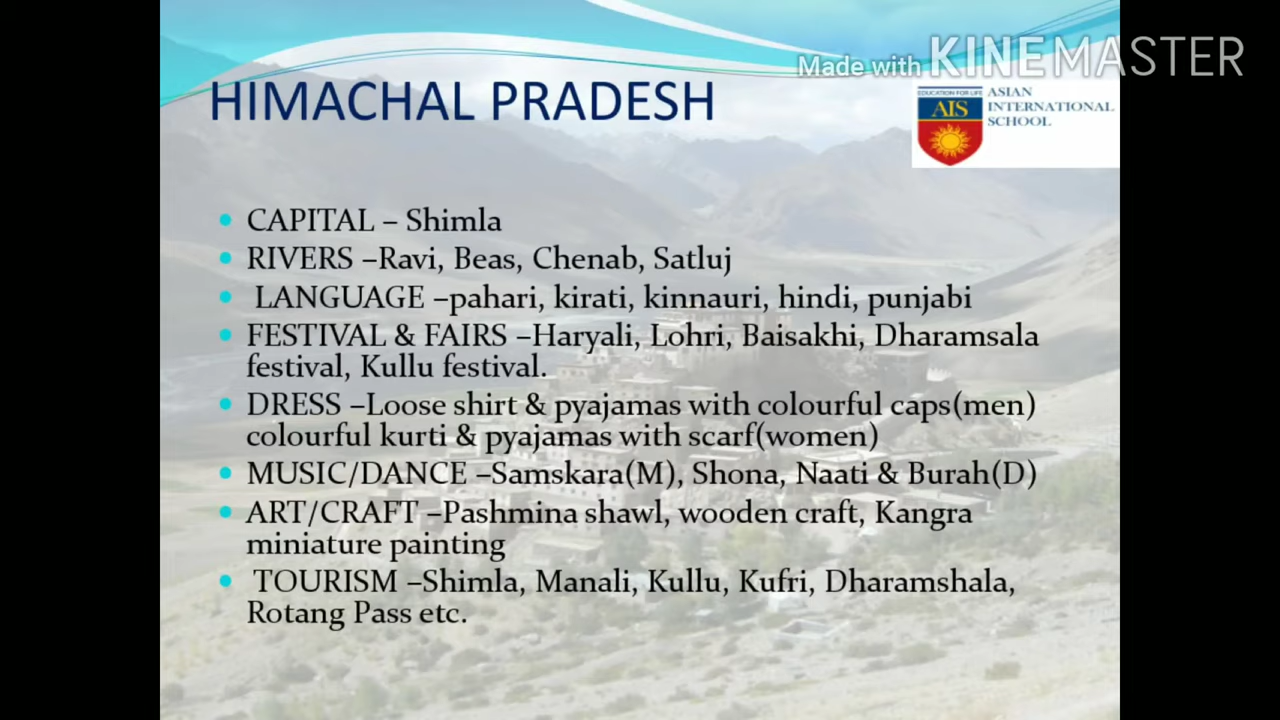 Made with KINEMASTER
HIMACHAL PRADESH
EDUCATION FOR LIFE
AIS
ASIAN
INTERNATIONAL
SCHOOL
• CAPITAL – Shimla
• RIVERS –Ravi, Beas, Chenab, Satluj
• LANGUAGE –pahari, kirati, kinnauri, hindi, punjabi
• FESTIVAL & FAIRS –Haryali, Lohri, Baisakhi, Dharamsala
festival, Kullu festival.
• DRESS –Loose shirt & pyajamas with colourful caps(men)
colourful kurti & pyajamas with scarf(women)
• MUSIC/DANCE –Samskara(M), Shona, Naati & Burah(D)
• ART/CRAFT –Pashmina shawl, wooden craft, Kangra
miniature painting
• TOURISM –Shimla, Manali, Kullu, Kufri, Dharamshala,
Rotang Pass etc.